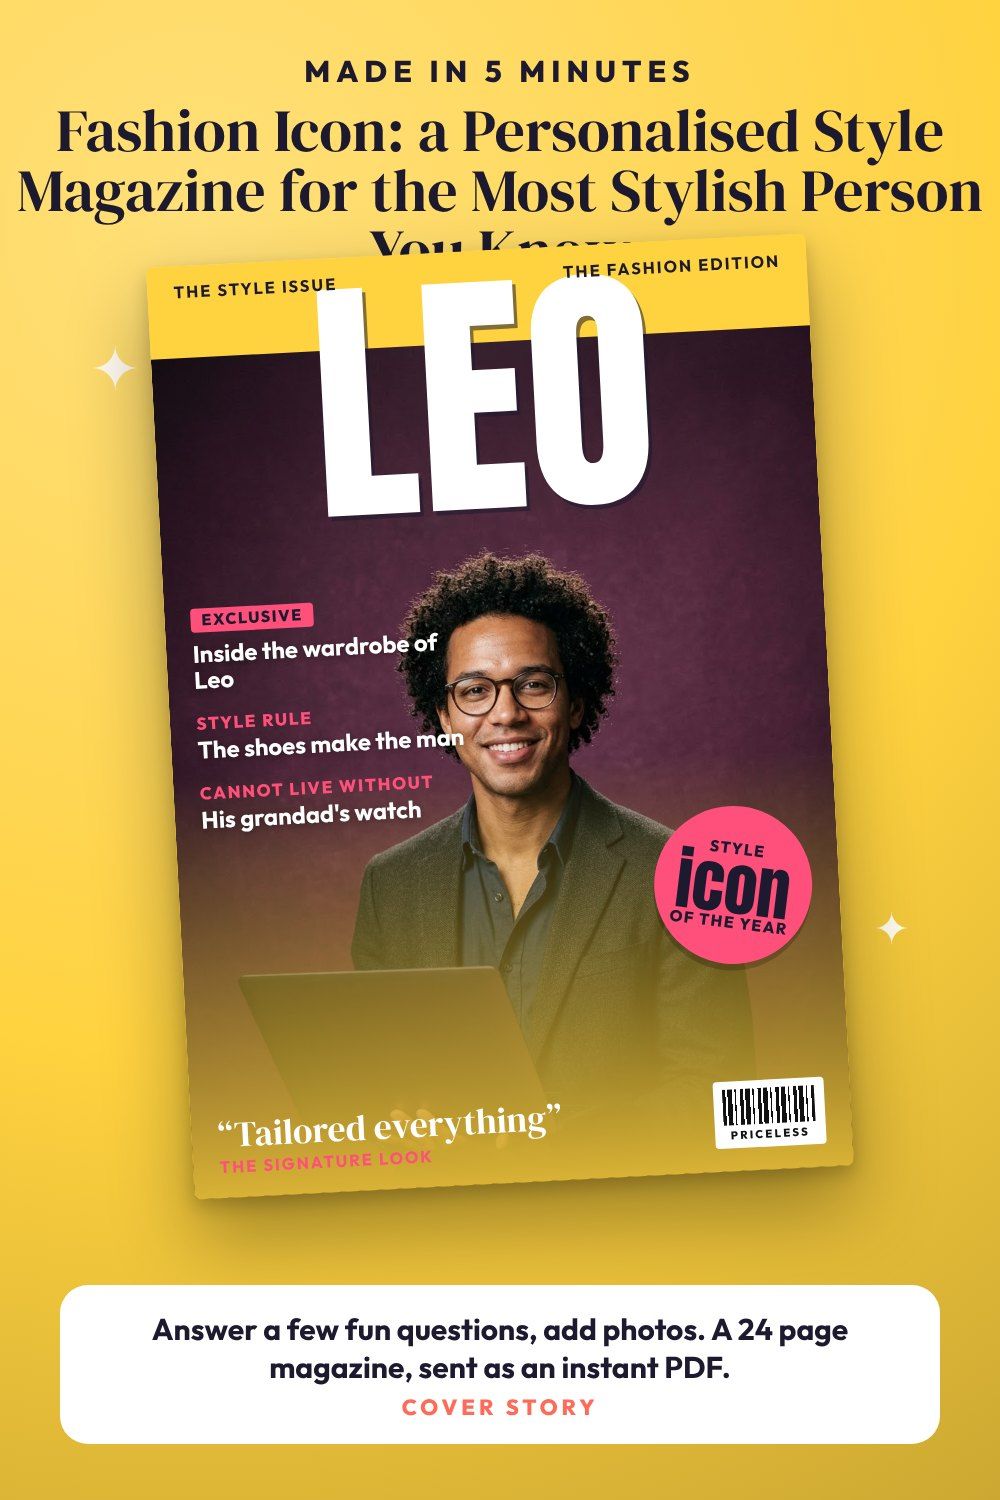 MADE IN 5 MINUTES
Fashion Icon: a Personalised Style
Magazine for the Most Stylish Person
You Know
THE STYLE ISSUE
THE FASHION EDITION
LEO
EXCLUSIVE
Inside the wardrobe of
Leo
STYLE RULE
The shoes make the man
CANNOT LIVE WITHOUT
His grandad's watch
STYLE
icon
OF THE YEAR
“Tailored everything”
THE SIGNATURE LOOK
PRICELESS
Answer a few fun questions, add photos. A 24 page
magazine, sent as an instant PDF.
COVER STORY